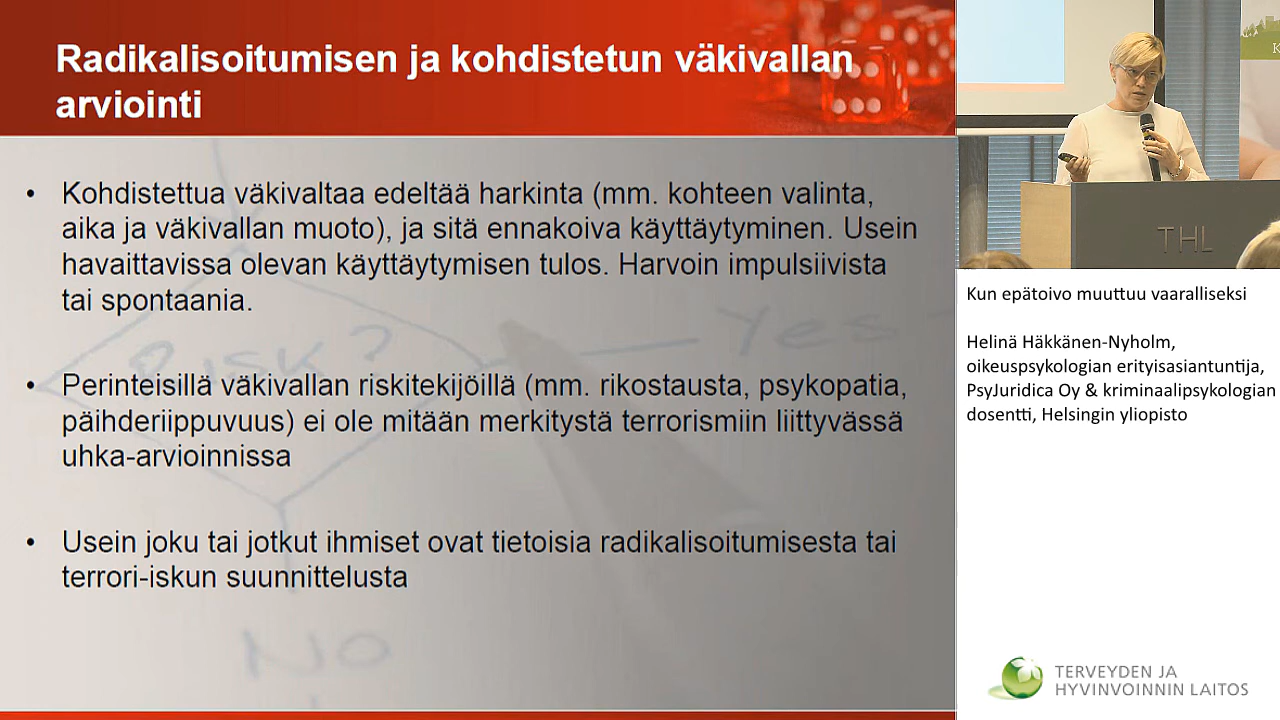 Radikalisoitumisen ja kohdistetun väkivallan
arviointi
• Kohdistettua väkivaltaa edeltää harkinta (mm. kohteen valinta,
aika ja väkivallan muoto), ja sitä ennakoiva käyttäytyminen. Usein
havaittavissa olevan käyttäytymisen tulos. Harvoin impulsiivista
tai spontaania.
• Perinteisillä väkivallan riskitekijöillä (mm. rikostausta, psykopatia,
päihderiippuvuus) ei ole mitään merkitystä terrorismiin liittyvässä
uhka-arvioinnissa
• Usein joku tai jotkut ihmiset ovat tietoisia radikalisoitumisesta tai
terrori-iskun suunnittelusta
RISK?
Yes
No
K
THL
Kun epätoivo muuttuu vaaralliseksi
Helinä Häkkänen-Nyholm,
oikeuspsykologian erityisasiantuntija,
PsyJuridica Oy & kriminaalipsykologian
dosentti, Helsingin yliopisto
TERVEYDEN JA
HYVINVOINNIN LAITOS